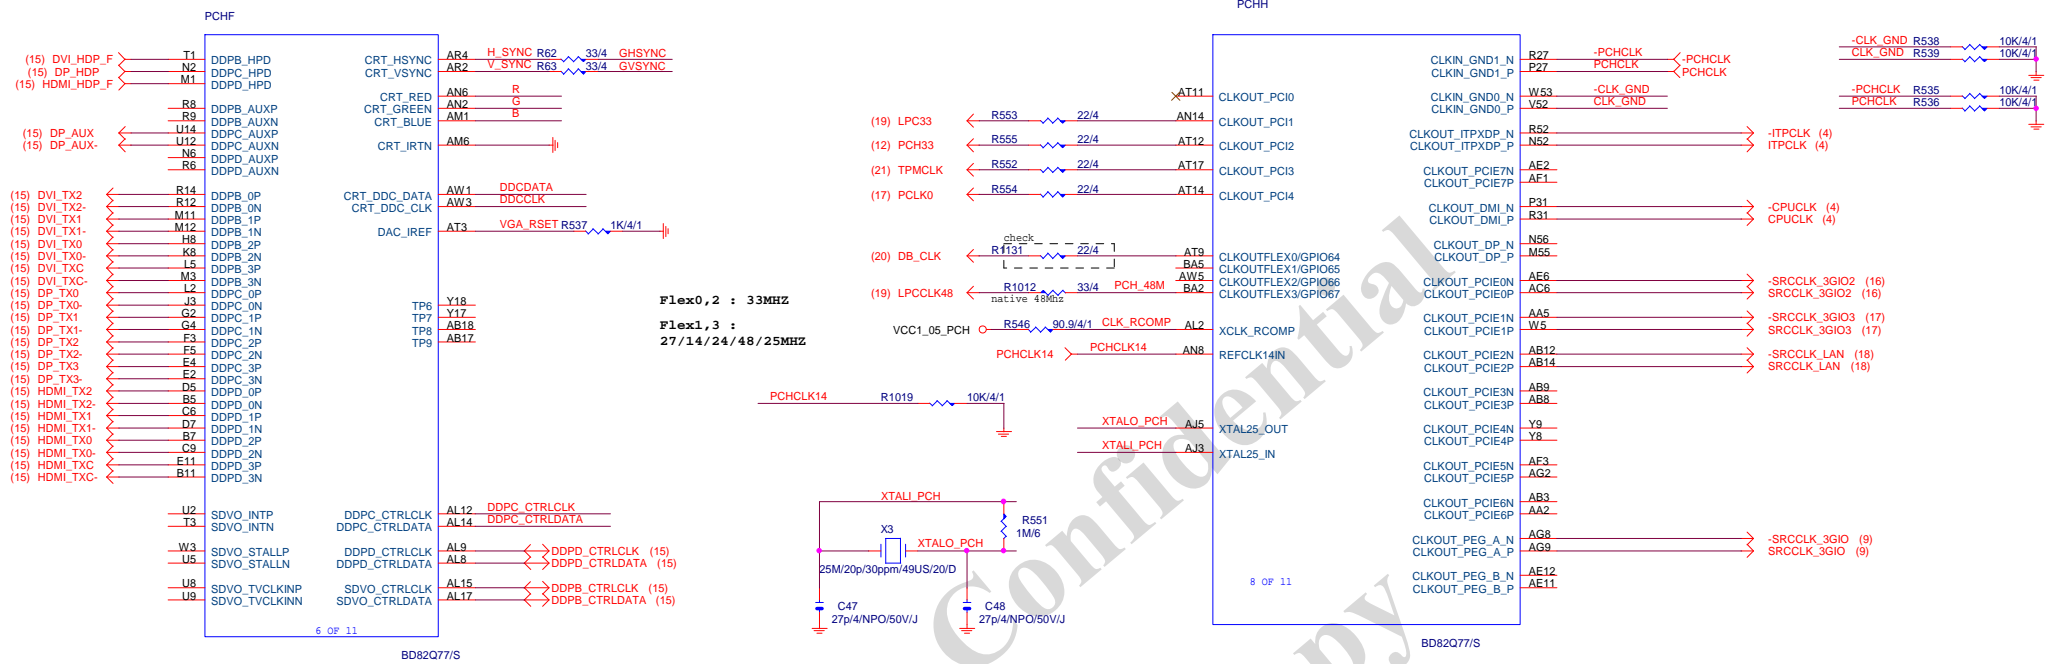 PCHF
(15) DVI_HDP_F T1 DDPB_HPD
(15) DP_HDP N2 DDPC_HPD
(15) HDMI_HDP_F M1 DDPD_HPD
R8 DDPB_AUXP
R9 DDPB_AUXN
(15) DP_AUX U14 DDPC_AUXP
(15) DP_AUX- U12 DDPC_AUXN
N6 DDPD_AUXP
R6 DDPD_AUXN
(15) DVI_TX2 R14 DDPB_0P
(15) DVI_TX2- R12 DDPB_0N
(15) DVI_TX1 M11 DDPB_1P
(15) DVI_TX1- M12 DDPB_1N
(15) DVI_TX0 H8 DDPB_2P
(15) DVI_TX0- K8 DDPB_2N
(15) DVI_TXC L5 DDPB_3P
(15) DVI_TXC- M3 DDPB_3N
(15) DP_TX0 L2 DDPC_0P
(15) DP_TX0- J3 DDPC_0N
(15) DP_TX1 G2 DDPC_1P
(15) DP_TX1- G4 DDPC_1N
(15) DP_TX2 F3 DDPC_2P
(15) DP_TX2- F5 DDPC_2N
(15) DP_TX3 E4 DDPC_3P
(15) DP_TX3- E2 DDPC_3N
(15) HDMI_TX2 D5 DDPD_0P
(15) HDMI_TX2- B5 DDPD_0N
(15) HDMI_TX1 C6 DDPD_1P
(15) HDMI_TX1- D7 DDPD_1N
(15) HDMI_TX0 B7 DDPD_2P
(15) HDMI_TX0- C9 DDPD_2N
(15) HDMI_TXC E11 DDPD_3P
(15) HDMI_TXC- B11 DDPD_3N
U2 SDVO_INTP
T3 SDVO_INTN
W3 SDVO_STALLP
U5 SDVO_STALLN
U8 SDVO_TVCLKINP
U9 SDVO_TVCLKINN
CRT_HSYNC AR4 H_SYNC R62 33/4 GHSYNC
CRT_VSYNC AR2 V_SYNC R63 33/4 GVSYNC
CRT_RED AN6 R
CRT_GREEN AN2 G
CRT_BLUE AM1 B
CRT_IRTN AM6
CRT_DDC_DATA AW1 DDCDATA
CRT_DDC_CLK AW3 DDCCLK
DAC_IREF AT3 VGA_RSET R537 1K/4/1
TP6 Y18
TP7 Y17
TP8 AB18
TP9 AB17
DDPC_CTRLCLK AL12 DDPC_CTRLCLK
DDPC_CTRLDATA AL14 DDPC_CTRLDATA
DDPD_CTRLCLK AL9 DDPD_CTRLCLK (15)
DDPD_CTRLDATA AL8 DDPD_CTRLDATA (15)
SDVO_CTRLCLK AL15 DDPB_CTRLCLK (15)
SDVO_CTRLDATA AL17 DDPB_CTRLDATA (15)
6 OF 11
BD82Q77/S
Flex0,2 : 33MHZ
Flex1,3 :
27/14/24/48/25MHZ
PCHH
AT11 CLKOUT_PCI0
(19) LPC33 R553 22/4 AN14 CLKOUT_PCI1
(12) PCH33 R555 22/4 AT12 CLKOUT_PCI2
(21) TPMCLK R552 22/4 AT17 CLKOUT_PCI3
(17) PCLK0 R554 22/4 AT14 CLKOUT_PCI4
check
(20) DB_CLK R1131 22/4 AT9 CLKOUTFLEX0/GPIO64
BA5 CLKOUTFLEX1/GPIO65
AW5 CLKOUTFLEX2/GPIO66
(19) LPCCLK48 R1012 33/4 PCH_48M BA2 CLKOUTFLEX3/GPIO67
native 48Mhz
VCC1_05_PCH R546 90.9/4/1 CLK_RCOMP AL2 XCLK_RCOMP
PCHCLK14 PCHCLK14 AN8 REFCLK14IN
PCHCLK14 R1019 10K/4/1
XTALO_PCH AJ5 XTAL25_OUT
XTALI_PCH AJ3 XTAL25_IN
XTALI_PCH
R551
1M/6
X3
XTALO_PCH
25M/20p/30ppm/49US/20/D
C47
27p/4/NPO/50V/J
C48
27p/4/NPO/50V/J
CLKIN_GND1_N R27 -PCHCLK -PCHCLK
CLKIN_GND1_P P27 PCHCLK PCHCLK
CLKIN_GND0_N W53 -CLK_GND
CLKIN_GND0_P V52 CLK_GND
CLKOUT_ITPXDP_N R52 -ITPCLK (4)
CLKOUT_ITPXDP_P N52 ITPCLK (4)
CLKOUT_PCIE7N AE2
CLKOUT_PCIE7P AF1
CLKOUT_DMI_N P31 -CPUCLK (4)
CLKOUT_DMI_P R31 CPUCLK (4)
CLKOUT_DP_N N56
CLKOUT_DP_P M55
CLKOUT_PCIE0N AE6 -SRCCLK_3GIO2 (16)
CLKOUT_PCIE0P AC6 SRCCLK_3GIO2 (16)
CLKOUT_PCIE1N AA5 -SRCCLK_3GIO3 (17)
CLKOUT_PCIE1P W5 SRCCLK_3GIO3 (17)
CLKOUT_PCIE2N AB12 -SRCCLK_LAN (18)
CLKOUT_PCIE2P AB14 SRCCLK_LAN (18)
CLKOUT_PCIE3N AB9
CLKOUT_PCIE3P AB8
CLKOUT_PCIE4N Y9
CLKOUT_PCIE4P Y8
CLKOUT_PCIE5N AF3
CLKOUT_PCIE5P AG2
CLKOUT_PCIE6N AB3
CLKOUT_PCIE6P AA2
CLKOUT_PEG_A_N AG8 -SRCCLK_3GIO (9)
CLKOUT_PEG_A_P AG9 SRCCLK_3GIO (9)
CLKOUT_PEG_B_N AE12
CLKOUT_PEG_B_P AE11
8 OF 11
BD82Q77/S
-CLK_GND R538 10K/4/1
CLK_GND R539 10K/4/1
-PCHCLK R535 10K/4/1
PCHCLK R536 10K/4/1
Confidential
py